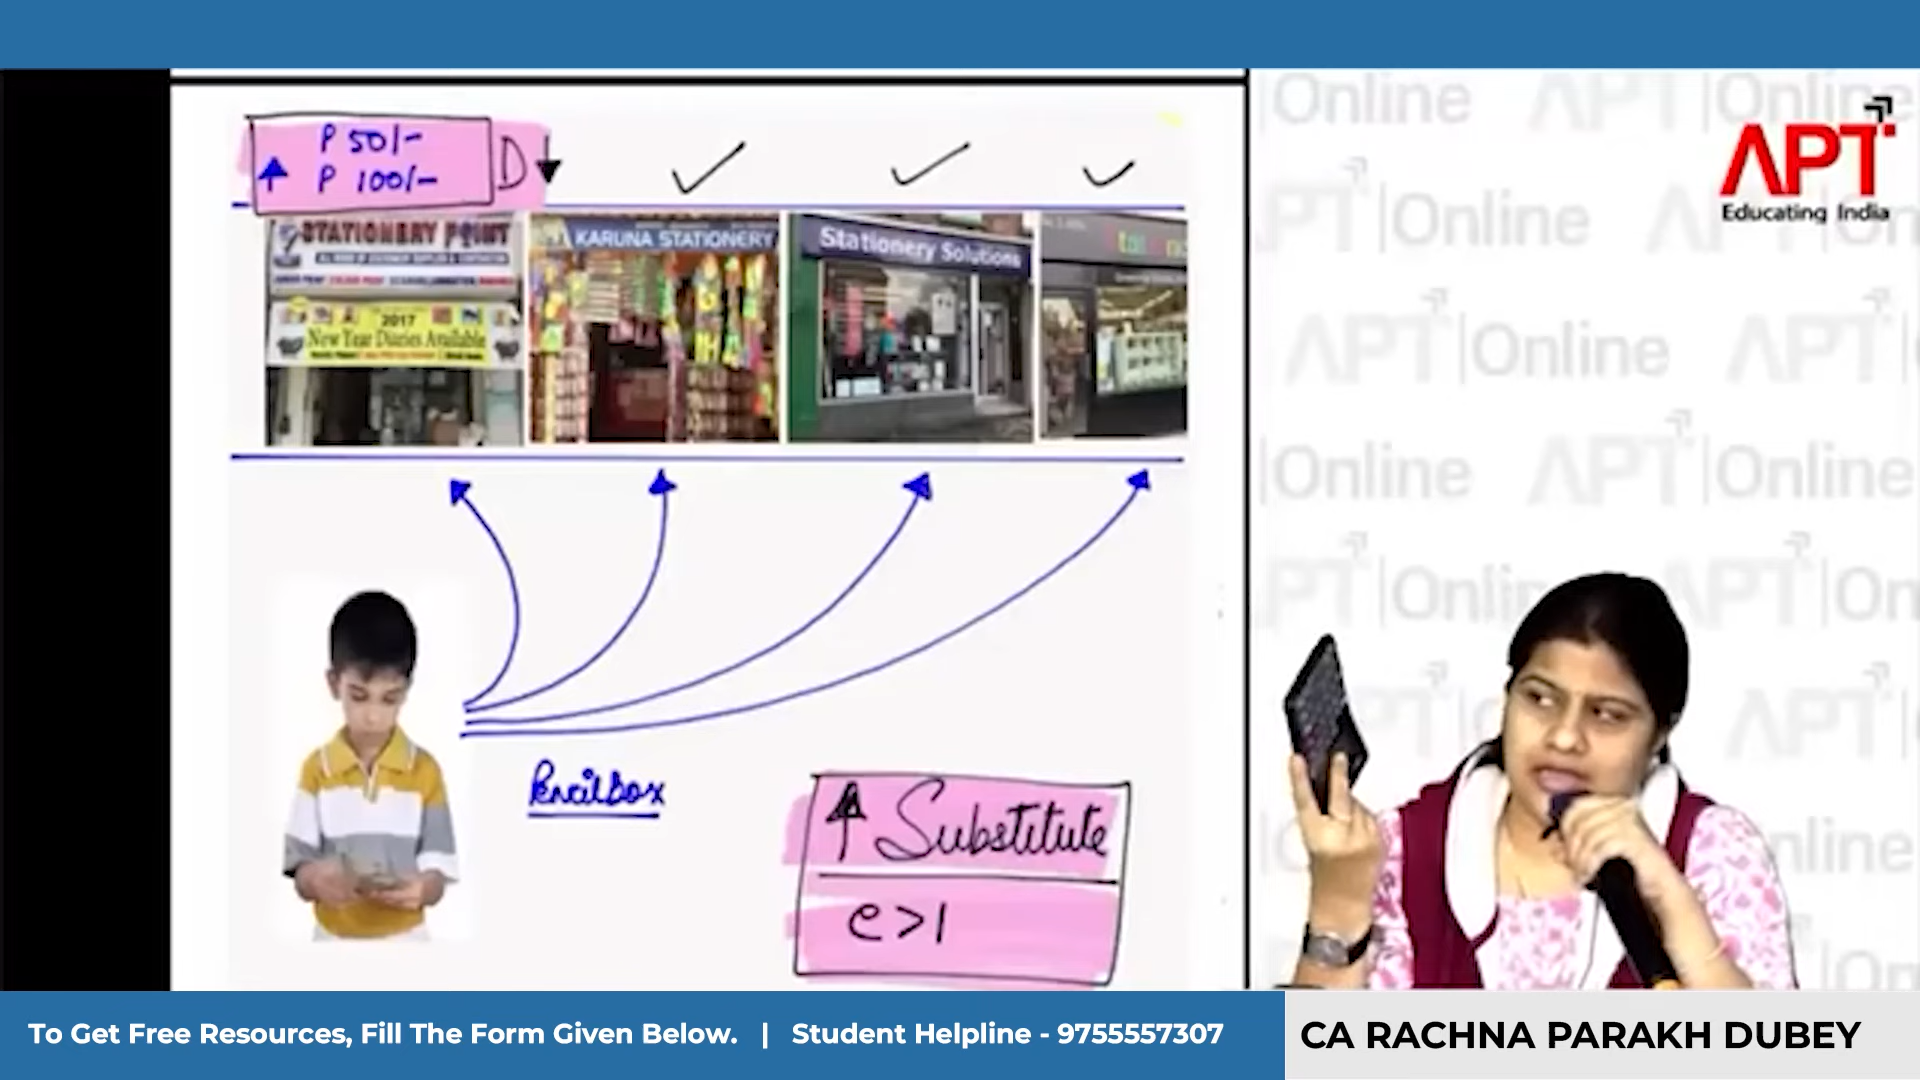 P 50/-
P 100/-
D
STATIONERY POINT
2017
New Year Diaries Available
KARUNA STATIONERY
Stationery Solutions
Pencilbox
Substitute
e>1
APT
Educating India
APT|Online
To Get Free Resources, Fill The Form Given Below. | Student Helpline - 9755557307
CA RACHNA PARAKH DUBEY